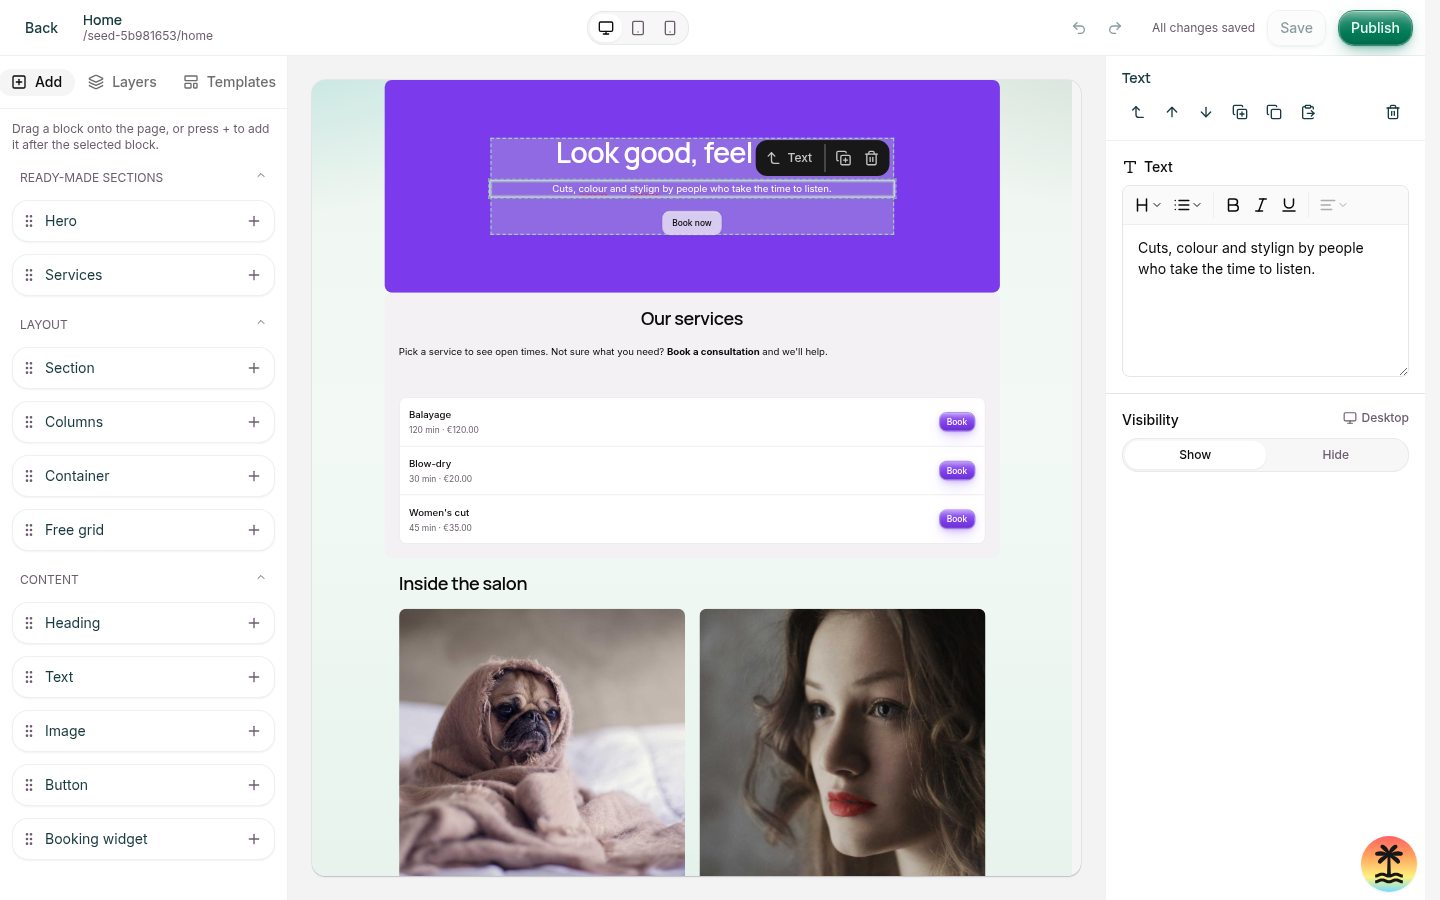 Back
Home
/seed-5b981653/home
All changes saved
Save
Publish
Add
Layers
Templates
Drag a block onto the page, or press + to add
it after the selected block.
READY-MADE SECTIONS
Hero
Services
LAYOUT
Section
Columns
Container
Free grid
CONTENT
Heading
Text
Image
Button
Booking widget
Look good, feel
Text
Cuts, colour and stylign by people who take the time to listen.
Book now
Our services
Pick a service to see open times. Not sure what you need? Book a consultation and we'll help.
Balayage
120 min · €120.00
Book
Blow-dry
30 min · €20.00
Book
Women's cut
45 min · €35.00
Book
Inside the salon
Text
Text
Cuts, colour and stylign by people
who take the time to listen.
Visibility
Desktop
Show
Hide